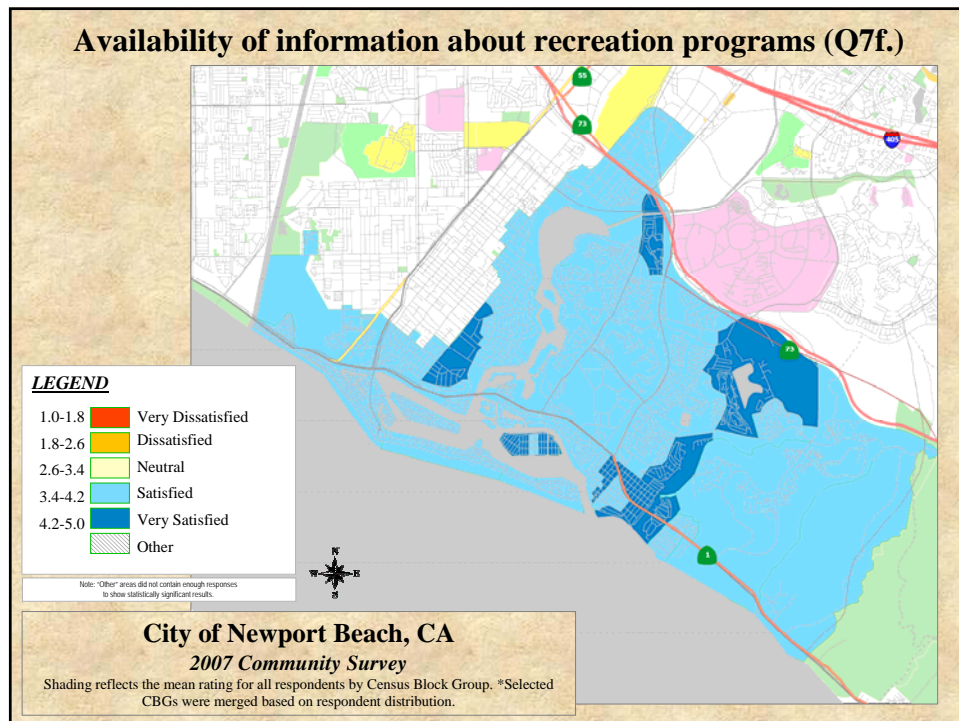 Availability of information about recreation programs (Q7f.)
55
73
405
73
1
LEGEND
1.0-1.8 Very Dissatisfied
1.8-2.6 Dissatisfied
2.6-3.4 Neutral
3.4-4.2 Satisfied
4.2-5.0 Very Satisfied
Other
Note: "Other" areas did not contain enough responses
to show statistically significant results.
N
W E
S
City of Newport Beach, CA
2007 Community Survey
Shading reflects the mean rating for all respondents by Census Block Group. *Selected
CBGs were merged based on respondent distribution.